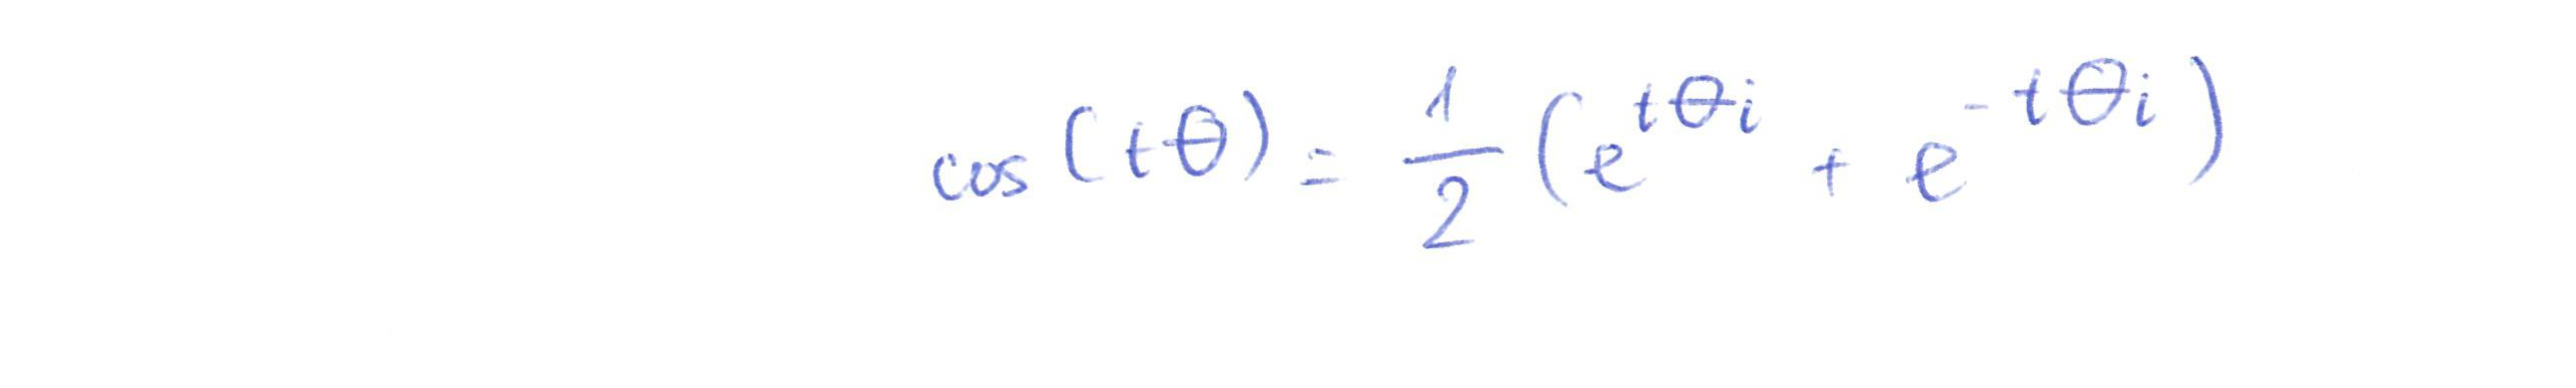 cos(tθ) = 1/2 (e^{tθi} + e^{-tθi})